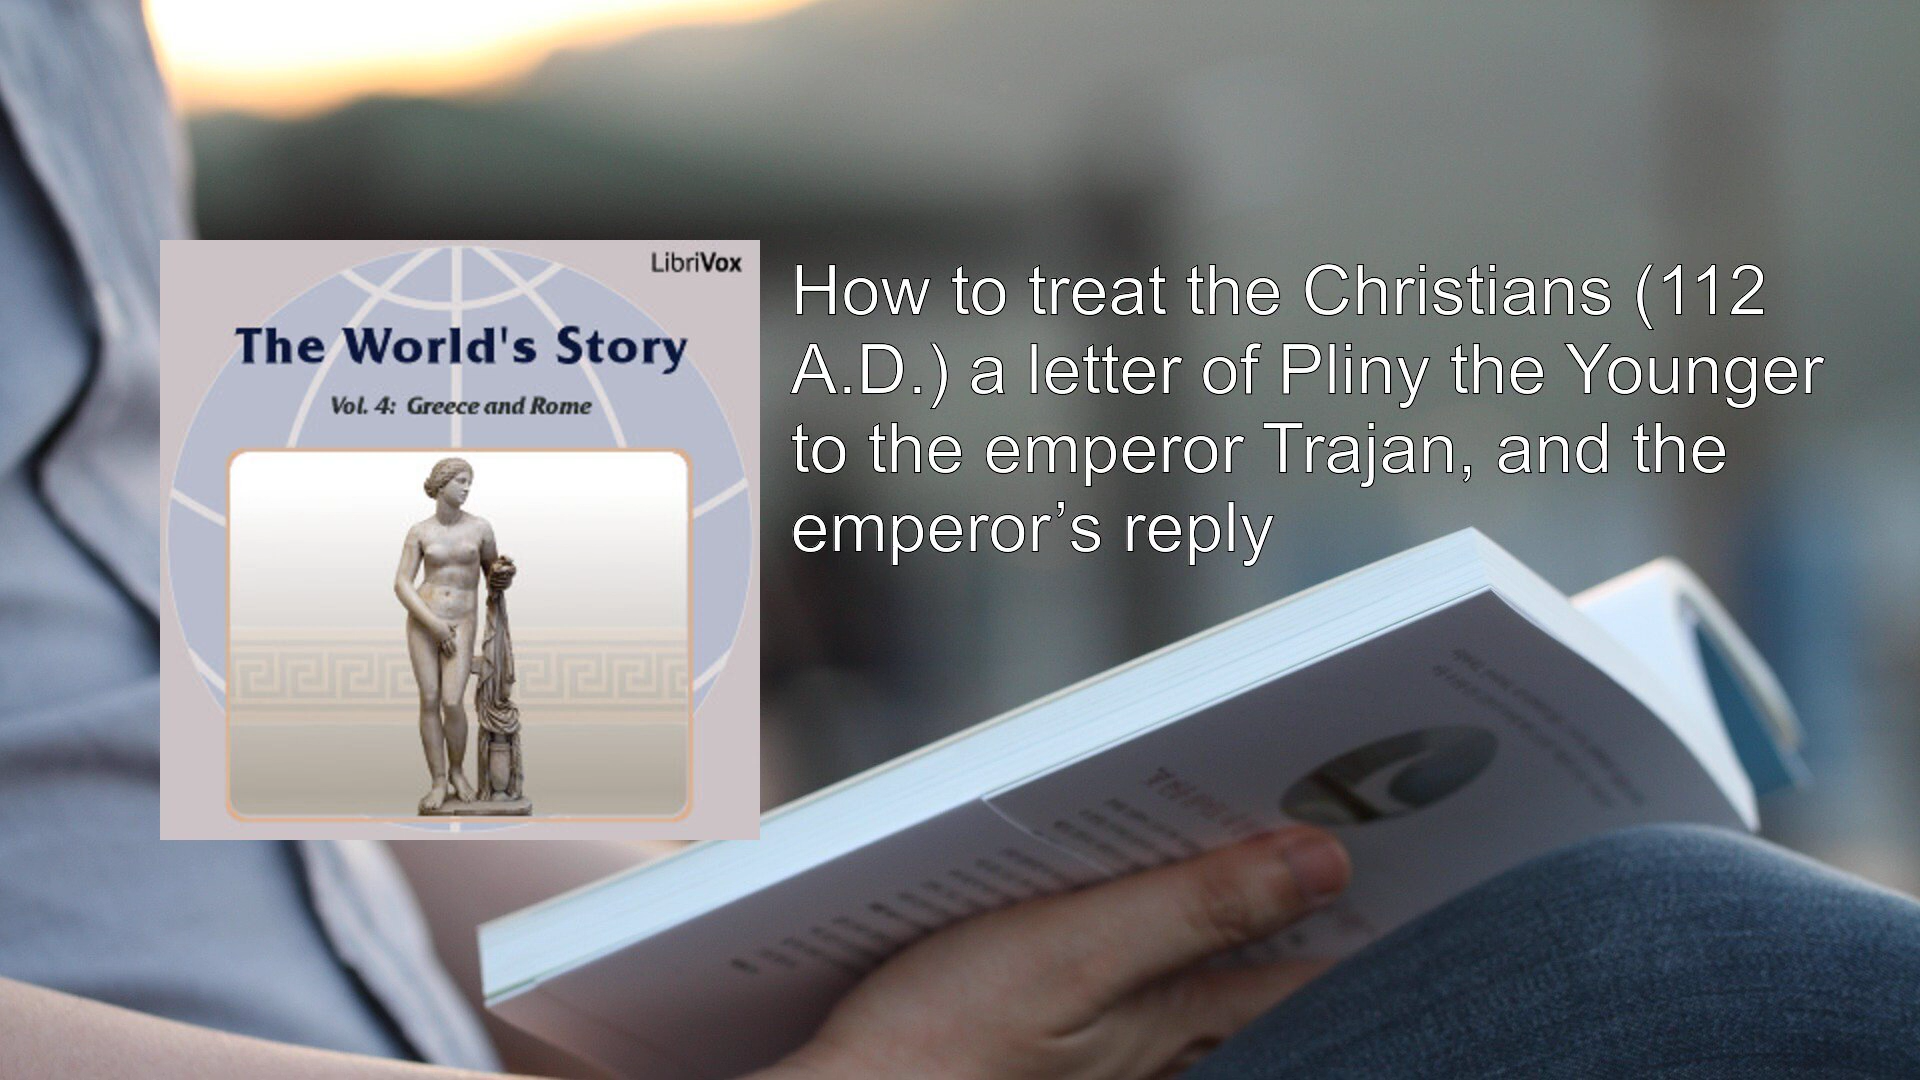 LibriVox
The World's Story
Vol. 4: Greece and Rome
How to treat the Christians (112
A.D.) a letter of Pliny the Younger
to the emperor Trajan, and the
emperor’s reply